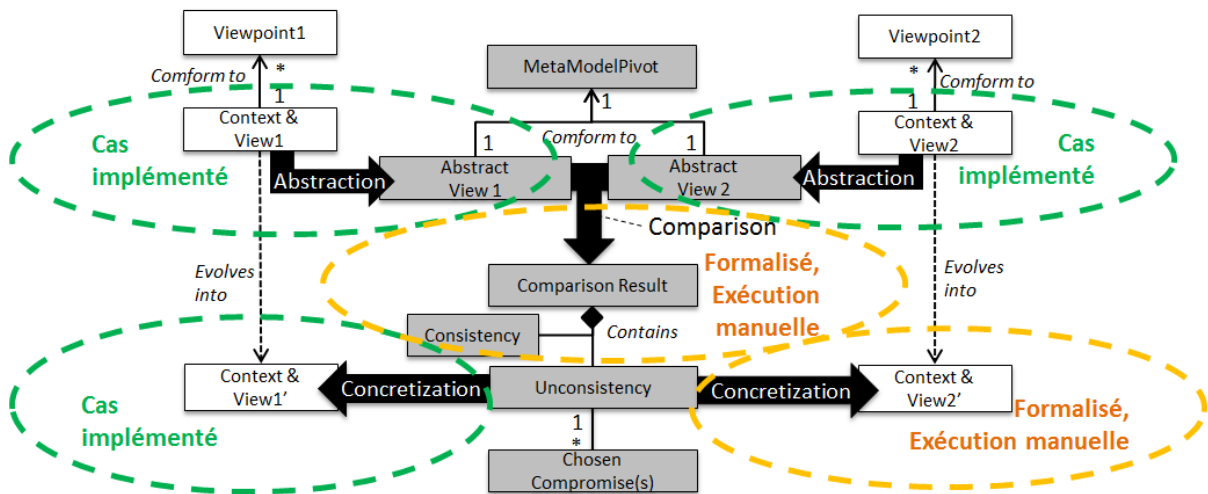 Viewpoint1
Viewpoint2
MetaModelPivot
*
Comform to
1
1
*
Comform to
1
Context &
View1
Cas
implémenté
Comform to
1
1
Context &
View2
Cas
implémenté
Abstraction
Abstract
View 1
Abstract
View 2
Abstraction
Comparison
Formalisé,
Exécution
manuelle
Evolves
into
Comparison Result
Evolves
into
Consistency
Contains
Context &
View1’
Concretization
Unconsistency
Concretization
Context &
View2’
Cas
implémenté
Formalisé,
Exécution manuelle
1
*
Chosen
Compromise(s)